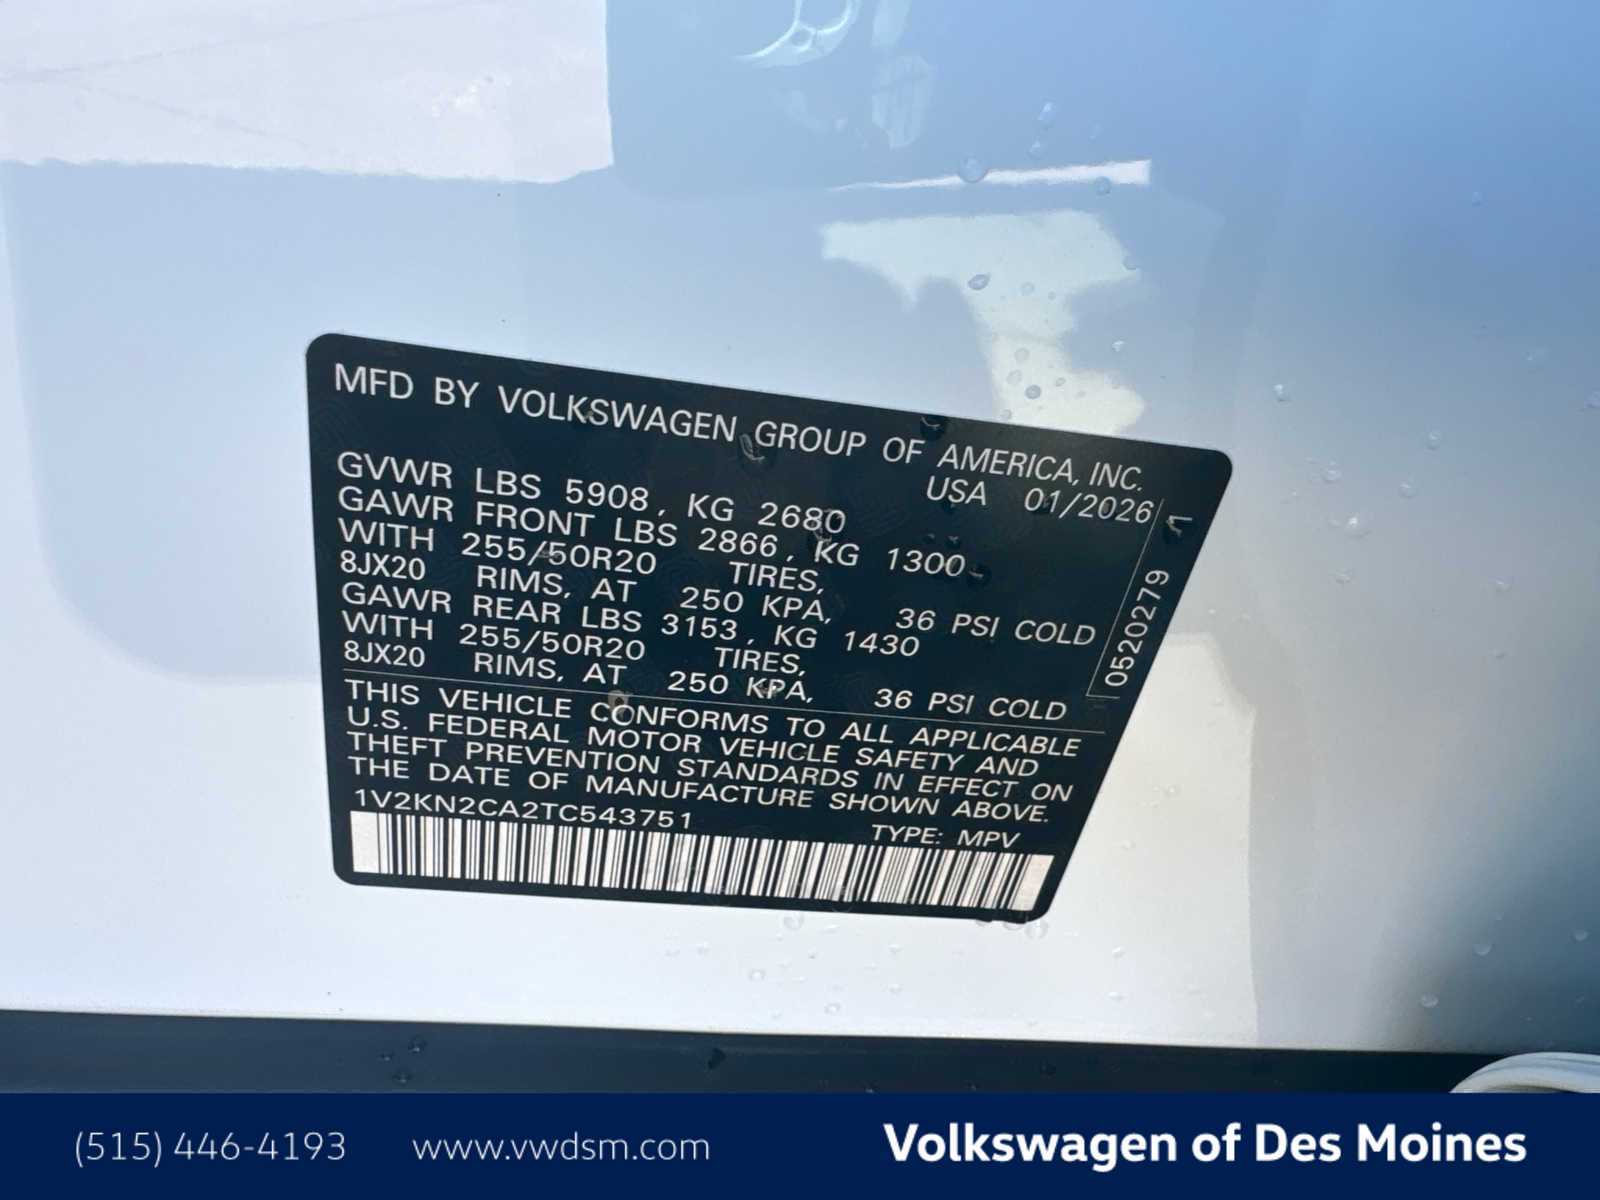 MFD BY VOLKSWAGEN GROUP OF AMERICA, INC.
USA 01/2026
GVWR LBS 5908, KG 2680
GAWR FRONT LBS 2866, KG 1300
WITH 255/50R20 TIRES,
8JX20 RIMS, AT 250 KPA, 36 PSI COLD
GAWR REAR LBS 3153, KG 1430
WITH 255/50R20 TIRES,
8JX20 RIMS, AT 250 KPA, 36 PSI COLD
0520279
THIS VEHICLE CONFORMS TO ALL APPLICABLE
U.S. FEDERAL MOTOR VEHICLE SAFETY AND
THEFT PREVENTION STANDARDS IN EFFECT ON
THE DATE OF MANUFACTURE SHOWN ABOVE.
1V2KN2CA2TC543751 TYPE: MPV
(515) 446-4193 www.vwdsm.com Volkswagen of Des Moines